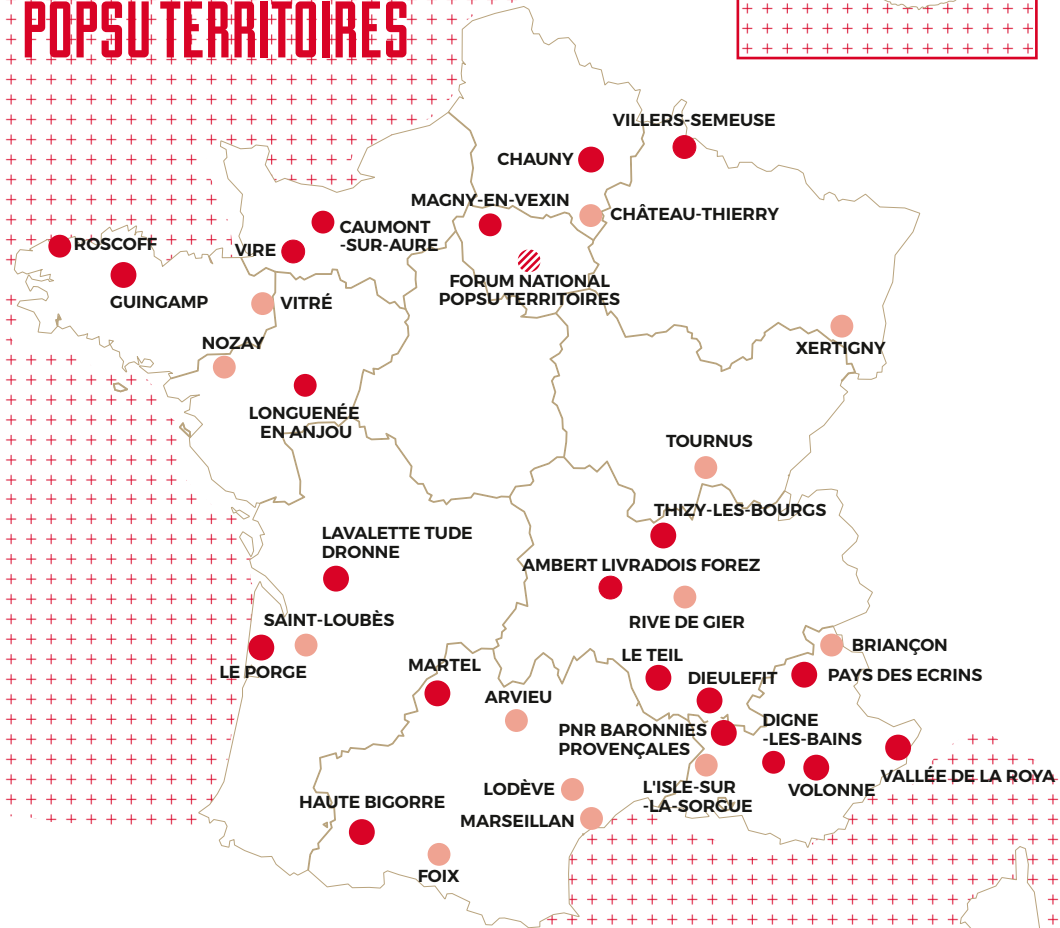 POPSU TERRITOIRES
VILLERS-SEMEUSE
CHAUNY
MAGNY-EN-VEXIN
CHÂTEAU-THIERRY
CAUMONT
-SUR-AURE
ROSCOFF
VIRE
FORUM NATIONAL
POPSU TERRITOIRES
GUINGAMP
VITRÉ
NOZAY
XERTIGNY
LONGUENÉE
EN ANJOU
TOURNUS
THIZY-LES-BOURGS
LAVALETTE TUDE
DRONNE
AMBERT LIVRADOIS FOREZ
SAINT-LOUBÈS
RIVE DE GIER
BRIANÇON
LE TEIL
LE PORGE
MARTEL
DIEULEFIT
PAYS DES ECRINS
ARVIEU
PNR BARONNIES
PROVENÇALES
DIGNE
-LES-BAINS
VALLÉE DE LA ROYA
LODÈVE
L'ISLE-SUR
-LA-SORGUE
VOLONNE
HAUTE BIGORRE
MARSEILLAN
FOIX